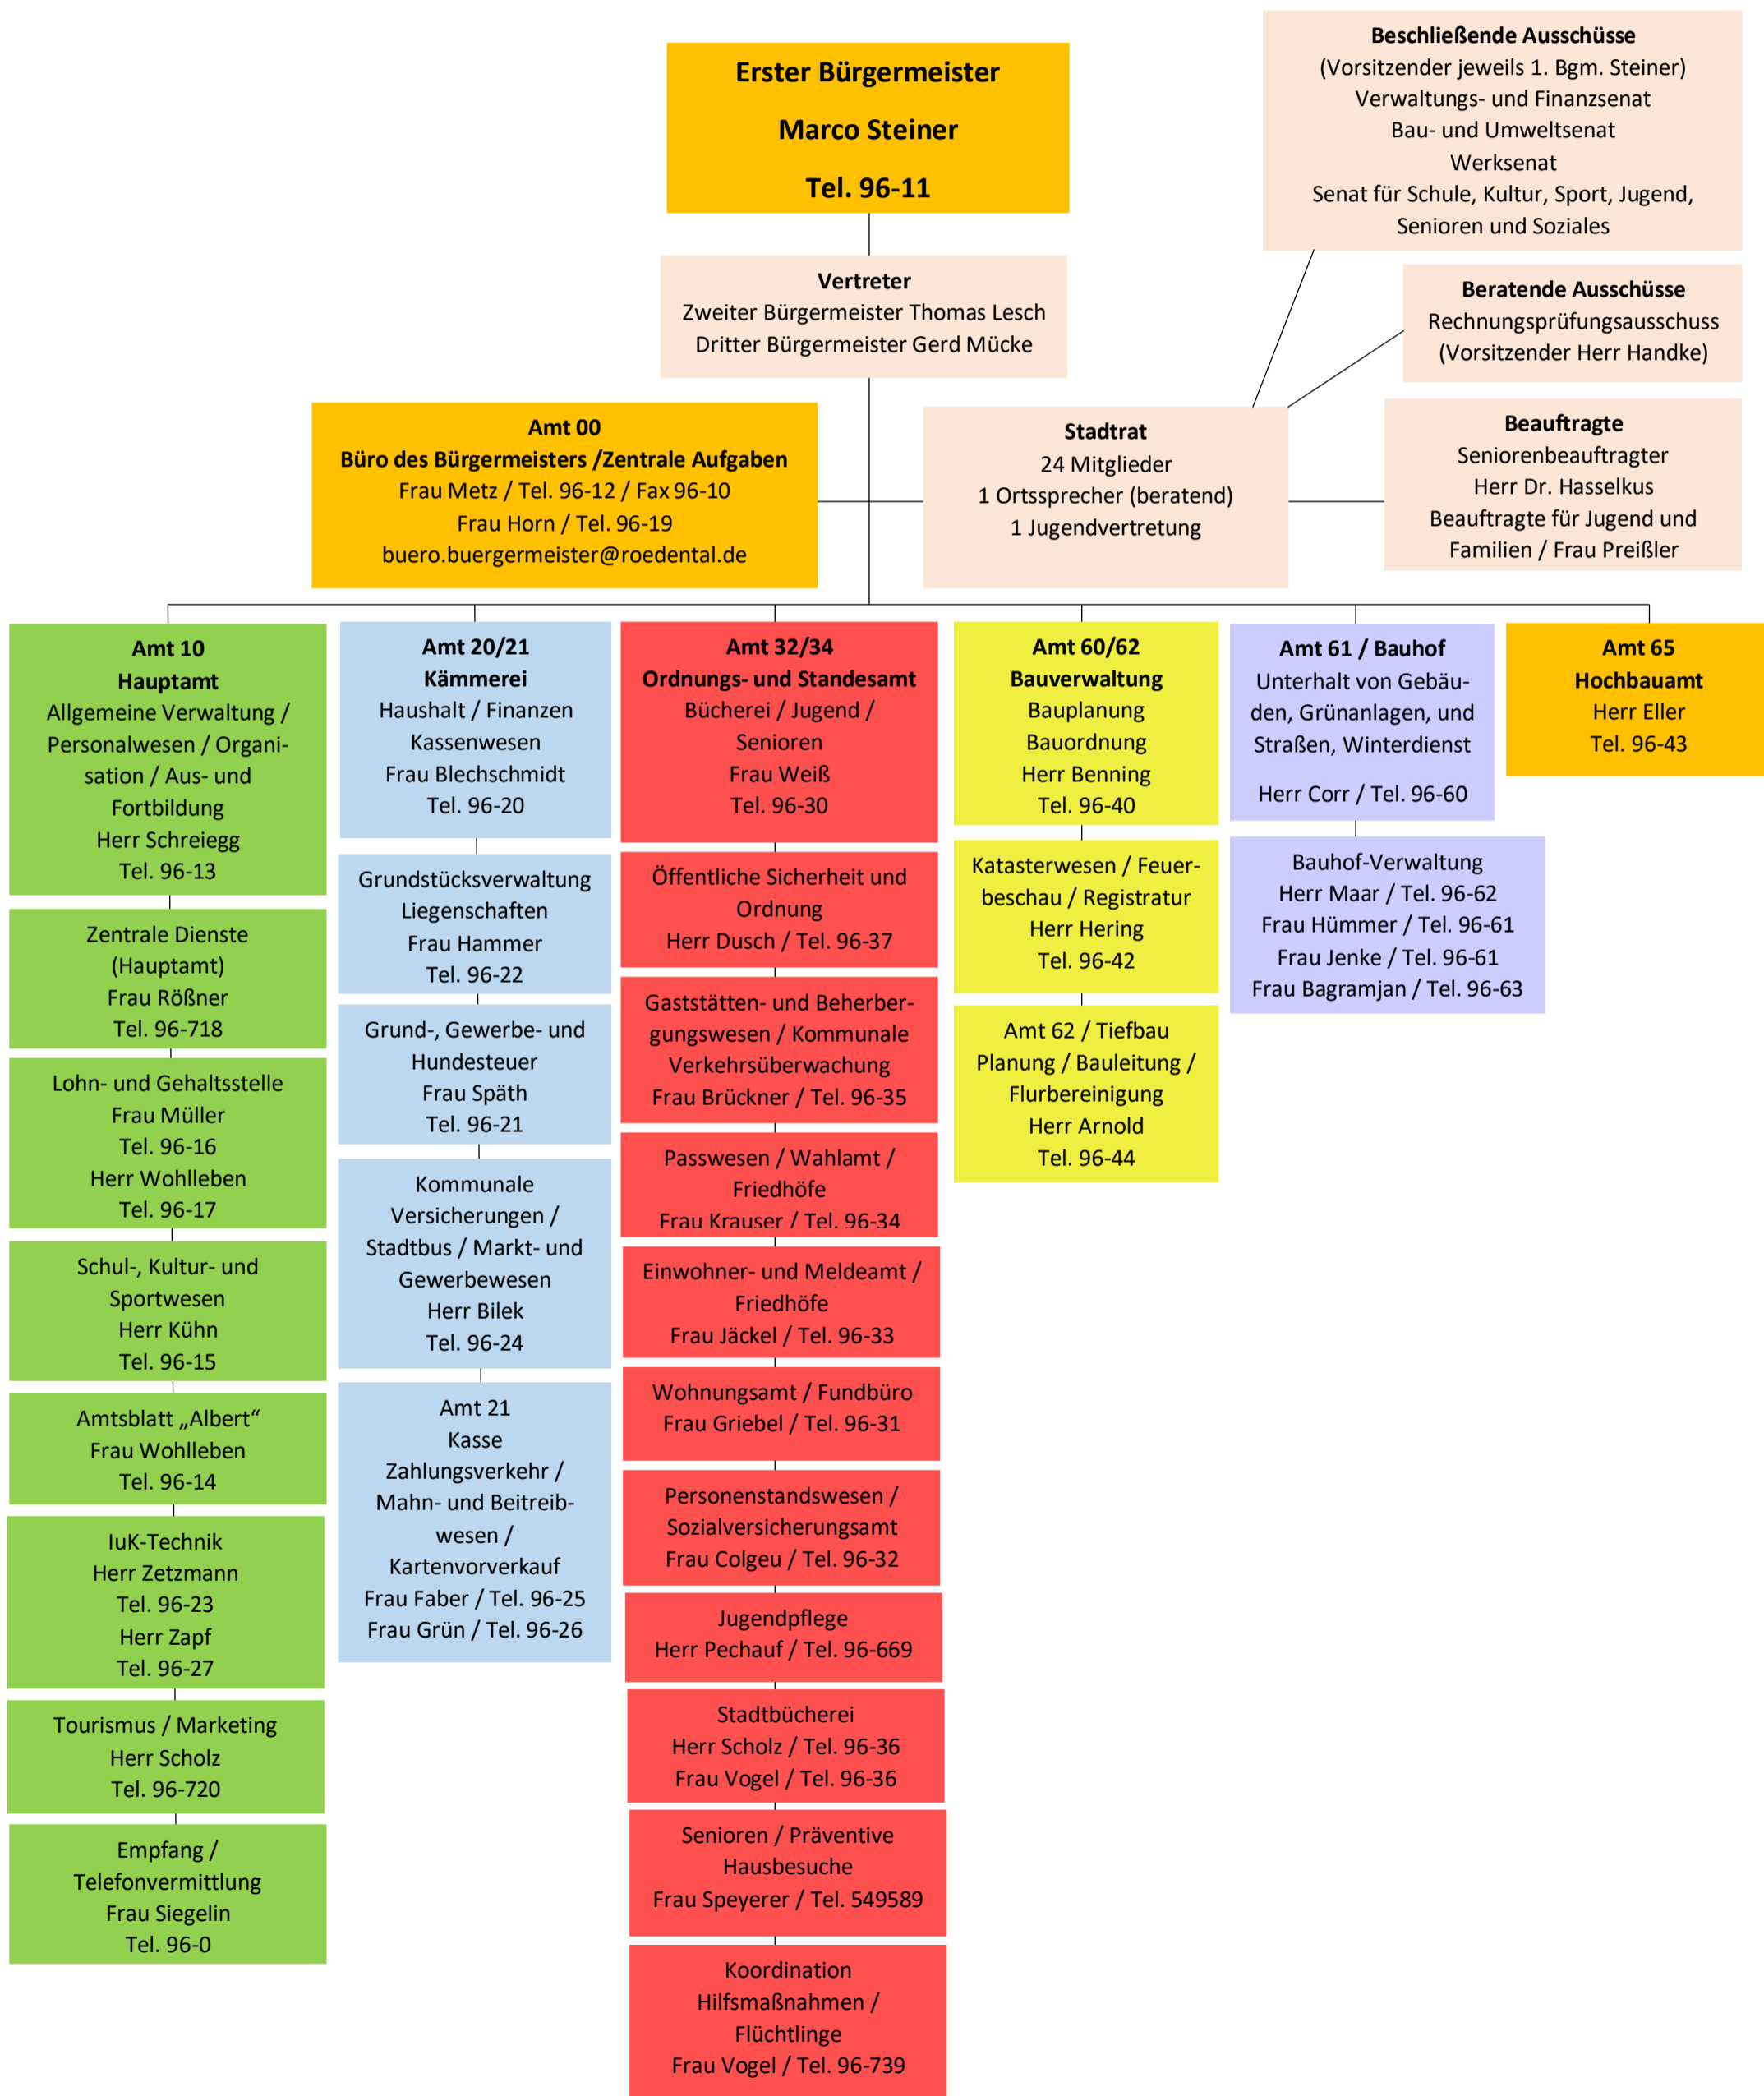 Erster Bürgermeister
Marco Steiner
Tel. 96-11
Beschließende Ausschüsse
(Vorsitzender jeweils 1. Bgm. Steiner)
Verwaltungs- und Finanzsenat
Bau- und Umweltsenat
Werksenat
Senat für Schule, Kultur, Sport, Jugend,
Senioren und Soziales
Vertreter
Zweiter Bürgermeister Thomas Lesch
Dritter Bürgermeister Gerd Mücke
Beratende Ausschüsse
Rechnungsprüfungsausschuss
(Vorsitzender Herr Handke)
Amt 00
Büro des Bürgermeisters /Zentrale Aufgaben
Frau Metz / Tel. 96-12 / Fax 96-10
Frau Horn / Tel. 96-19
buero.buergermeister@roedental.de
Stadtrat
24 Mitglieder
1 Ortssprecher (beratend)
1 Jugendvertretung
Beauftragte
Seniorenbeauftragter
Herr Dr. Hasselkus
Beauftragte für Jugend und
Familien / Frau Preißler
Amt 10
Hauptamt
Allgemeine Verwaltung /
Personalwesen / Organi-
sation / Aus- und
Fortbildung
Herr Schreiegg
Tel. 96-13
Zentrale Dienste
(Hauptamt)
Frau Rößner
Tel. 96-718
Lohn- und Gehaltsstelle
Frau Müller
Tel. 96-16
Herr Wohlleben
Tel. 96-17
Schul-, Kultur- und
Sportwesen
Herr Kühn
Tel. 96-15
Amtsblatt „Albert“
Frau Wohlleben
Tel. 96-14
IuK-Technik
Herr Zetzmann
Tel. 96-23
Herr Zapf
Tel. 96-27
Tourismus / Marketing
Herr Scholz
Tel. 96-720
Empfang /
Telefonvermittlung
Frau Siegelin
Tel. 96-0
Amt 20/21
Kämmerei
Haushalt / Finanzen
Kassenwesen
Frau Blechschmidt
Tel. 96-20
Grundstücksverwaltung
Liegenschaften
Frau Hammer
Tel. 96-22
Grund-, Gewerbe- und
Hundesteuer
Frau Späth
Tel. 96-21
Kommunale
Versicherungen /
Stadtbus / Markt- und
Gewerbewesen
Herr Bilek
Tel. 96-24
Amt 21
Kasse
Zahlungsverkehr /
Mahn- und Beitreib-
wesen /
Kartenvorverkauf
Frau Faber / Tel. 96-25
Frau Grün / Tel. 96-26
Amt 32/34
Ordnungs- und Standesamt
Bücherei / Jugend /
Senioren
Frau Weiß
Tel. 96-30
Öffentliche Sicherheit und
Ordnung
Herr Dusch / Tel. 96-37
Gaststätten- und Beherber-
gungswesen / Kommunale
Verkehrsüberwachung
Frau Brückner / Tel. 96-35
Passwesen / Wahlamt /
Friedhöfe
Frau Krauser / Tel. 96-34
Einwohner- und Meldeamt /
Friedhöfe
Frau Jäckel / Tel. 96-33
Wohnungsamt / Fundbüro
Frau Griebel / Tel. 96-31
Personenstandswesen /
Sozialversicherungsamt
Frau Colgeu / Tel. 96-32
Jugendpflege
Herr Pechauf / Tel. 96-669
Stadtbücherei
Herr Scholz / Tel. 96-36
Frau Vogel / Tel. 96-36
Senioren / Präventive
Hausbesuche
Frau Speyerer / Tel. 549589
Koordination
Hilfsmaßnahmen /
Flüchtlinge
Frau Vogel / Tel. 96-739
Amt 60/62
Bauverwaltung
Bauplanung
Bauordnung
Herr Benning
Tel. 96-40
Katasterwesen / Feuer-
beschau / Registratur
Herr Hering
Tel. 96-42
Amt 62 / Tiefbau
Planung / Bauleitung /
Flurbereinigung
Herr Arnold
Tel. 96-44
Amt 61 / Bauhof
Unterhalt von Gebäu-
den, Grünanlagen, und
Straßen, Winterdienst
Herr Corr / Tel. 96-60
Bauhof-Verwaltung
Herr Maar / Tel. 96-62
Frau Hümmer / Tel. 96-61
Frau Jenke / Tel. 96-61
Frau Bagramjan / Tel. 96-63
Amt 65
Hochbauamt
Herr Eller
Tel. 96-43